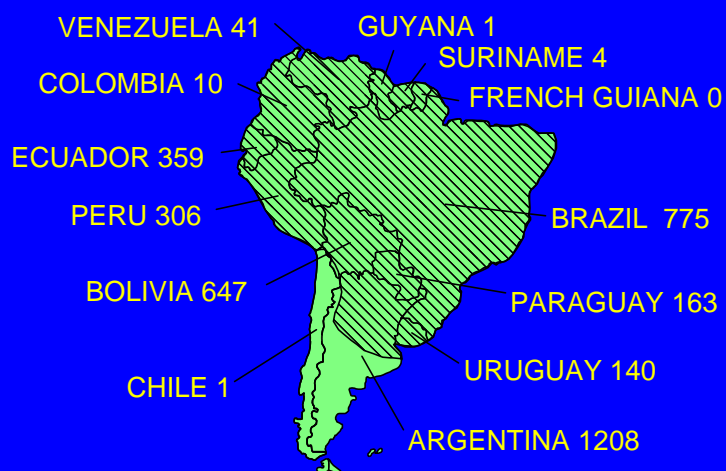 VENEZUELA 41
GUYANA 1
SURINAME 4
COLOMBIA 10
FRENCH GUIANA 0
ECUADOR 359
PERU 306
BRAZIL 775
BOLIVIA 647
PARAGUAY 163
URUGUAY 140
CHILE 1
ARGENTINA 1208